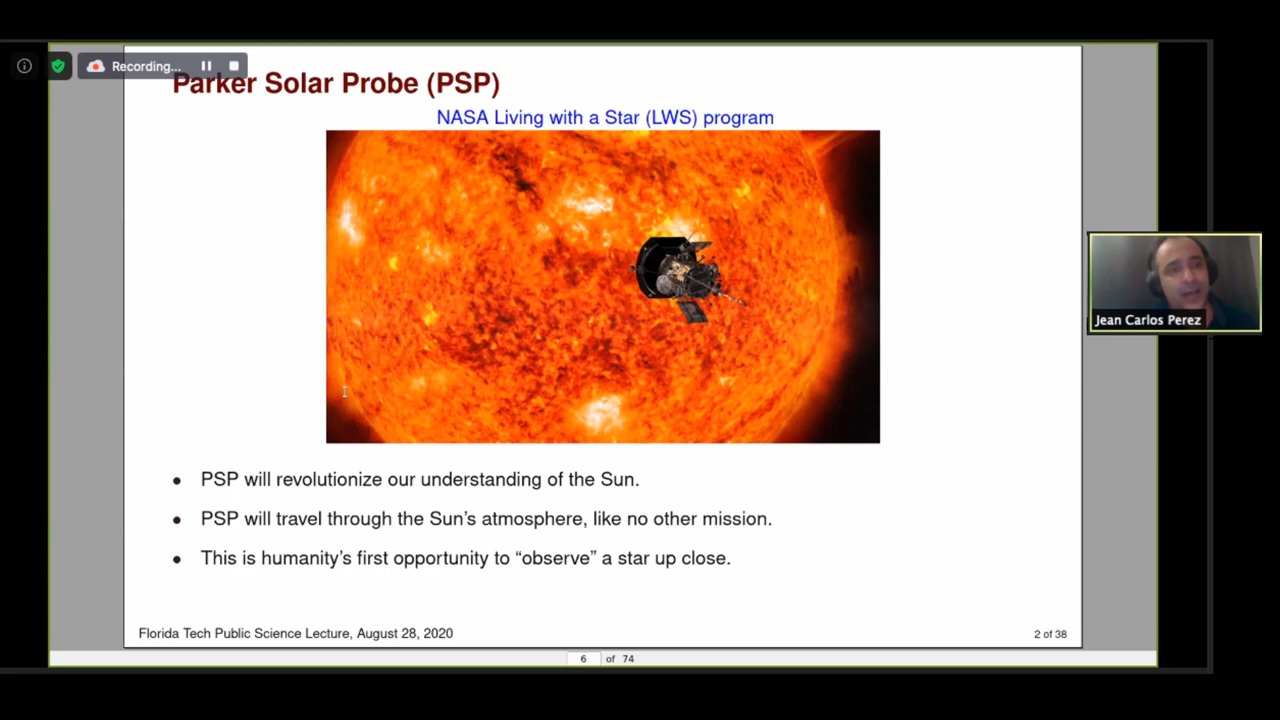 Recording...
Parker Solar Probe (PSP)
NASA Living with a Star (LWS) program
Jean Carlos Perez
• PSP will revolutionize our understanding of the Sun.
• PSP will travel through the Sun's atmosphere, like no other mission.
• This is humanity's first opportunity to “observe” a star up close.
Florida Tech Public Science Lecture, August 28, 2020
2 of 38
6 of 74